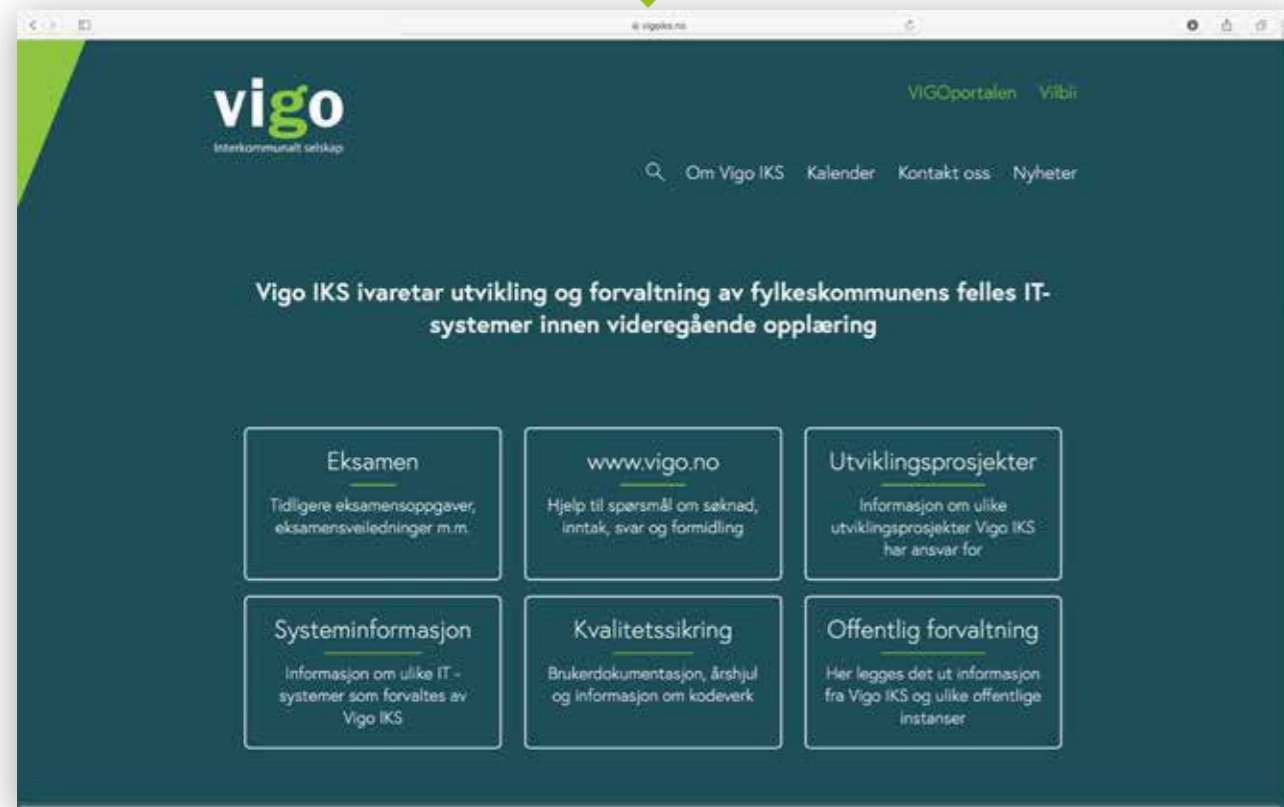 vigoiks.no
vigo
Interkommunalt selskap
VIGOportalen Vilbli
Om Vigo IKS Kalender Kontakt oss Nyheter
Vigo IKS ivaretar utvikling og forvaltning av fylkeskommunens felles IT-
systemer innen videregående opplæring
Eksamen
Tidligere eksamensoppgaver,
eksamensveiledninger m.m.
www.vigo.no
Hjelp til spørsmål om søknad,
inntak, svar og formidling
Utviklingsprosjekter
Informasjon om ulike
utviklingsprosjekter Vigo IKS
har ansvar for
Systeminformasjon
Informasjon om ulike IT -
systemer som forvaltes av
Vigo IKS
Kvalitetssikring
Brukerdokumentasjon, årshjul
og informasjon om kodeverk
Offentlig forvaltning
Her legges det ut informasjon
fra Vigo IKS og ulike offentlige
instanser